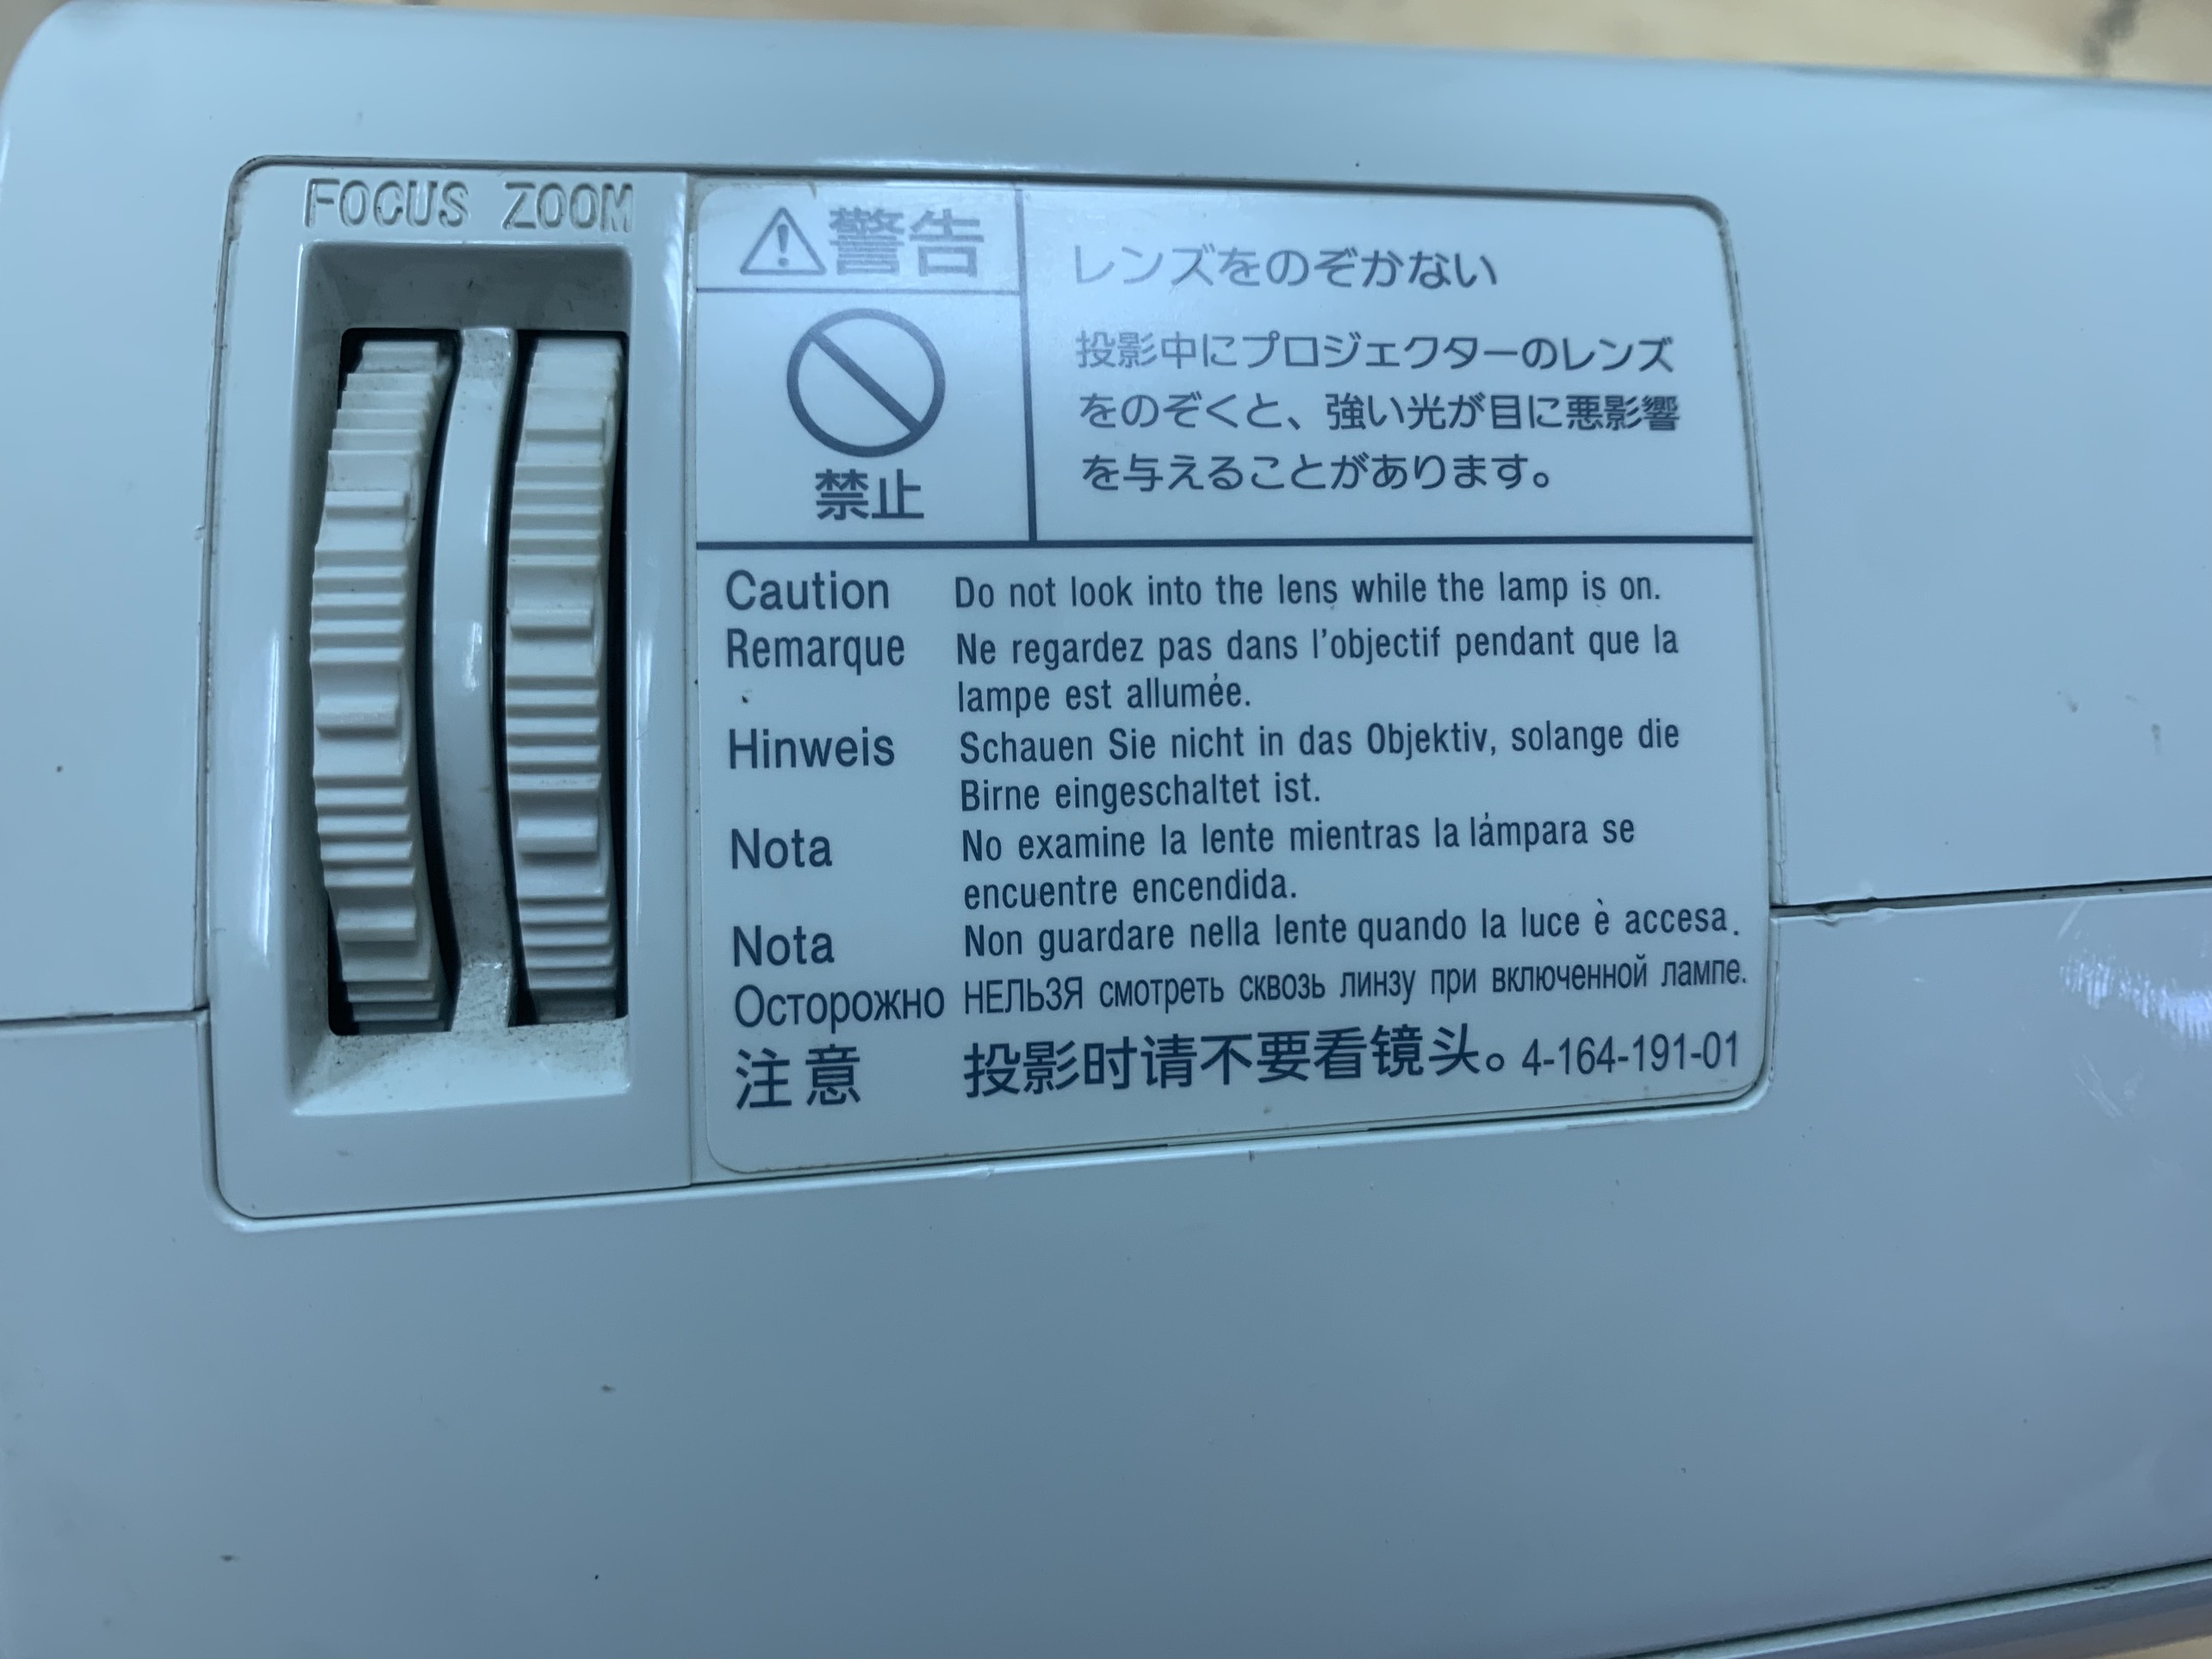 FOCUS ZOOM
警告
禁止
レンズをのぞかない
投影中にプロジェクターのレンズ
をのぞくと、強い光が目に悪影響
を与えることがあります。
Caution Do not look into the lens while the lamp is on.
Remarque Ne regardez pas dans l'objectif pendant que la
lampe est allumée.
Hinweis Schauen Sie nicht in das Objektiv, solange die
Birne eingeschaltet ist.
Nota No examine la lente mientras la lámpara se
encuentre encendida.
Nota Non guardare nella lente quando la luce è accesa.
Осторожно НЕЛЬЗЯ смотреть сквозь линзу при включенной лампе.
注意 投影时请不要看镜头。4-164-191-01